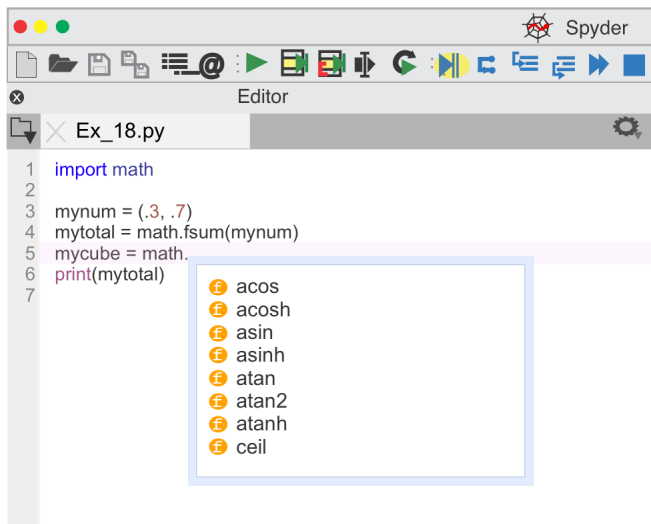 Spyder
@
Editor
Ex_18.py
1 import math
2
3 mynum = (.3, .7)
4 mytotal = math.fsum(mynum)
5 mycube = math.
6 print(mytotal)
7
f acos
f acosh
f asin
f asinh
f atan
f atan2
f atanh
f ceil